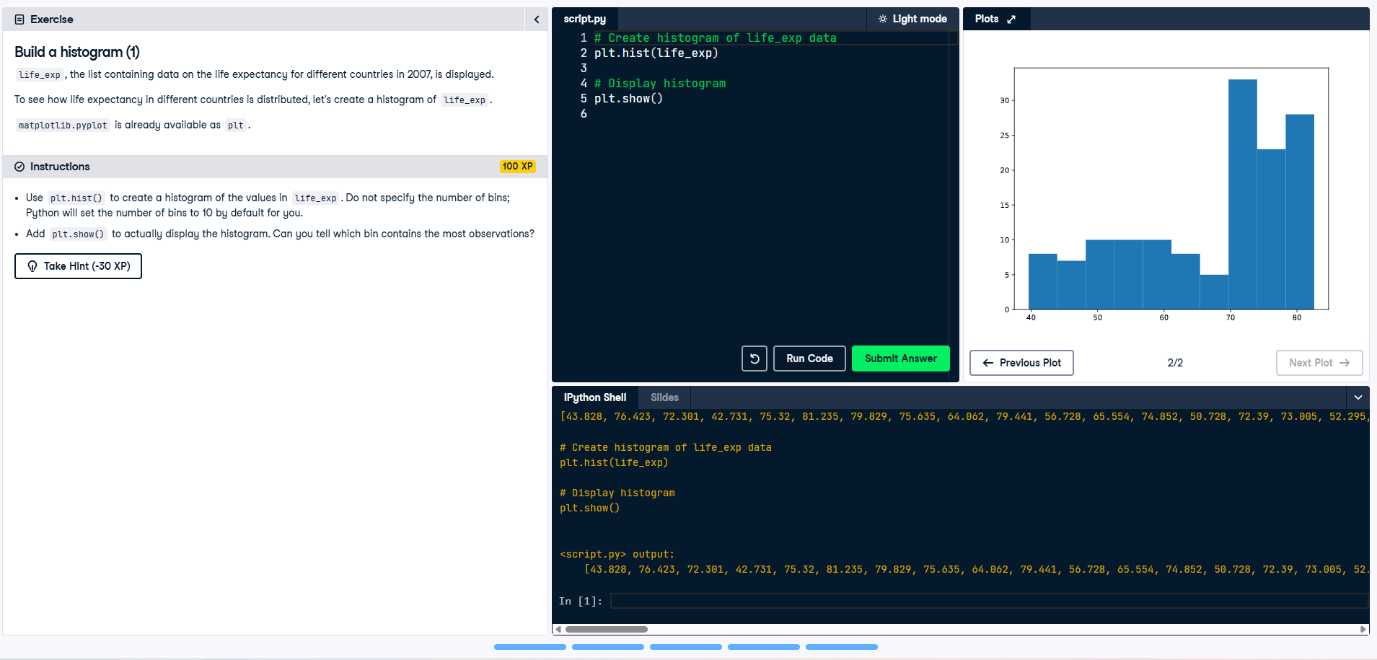 Exercise
Build a histogram (1)
life_exp, the list containing data on the life expectancy for different countries in 2007, is displayed.
To see how life expectancy in different countries is distributed, let's create a histogram of life_exp.
matplotlib.pyplot is already available as plt.
Instructions
100 XP
Use plt.hist() to create a histogram of the values in life_exp. Do not specify the number of bins;
Python will set the number of bins to 10 by default for you.
Add plt.show() to actually display the histogram. Can you tell which bin contains the most observations?
Take Hint (-30 XP)
script.py
Light mode
1 # Create histogram of life_exp data
2 plt.hist(life_exp)
3
4 # Display histogram
5 plt.show()
6
Run Code
Submit Answer
Plots
30
25
20
15
10
5
0
40 50 60 70 80
Previous Plot
2/2
Next Plot
IPython Shell
Slides
[43.828, 76.423, 72.301, 42.731, 75.32, 81.235, 79.829, 75.635, 64.062, 79.441, 56.728, 65.554, 74.852, 50.728, 72.39, 73.005, 52.295,
# Create histogram of life_exp data
plt.hist(life_exp)
# Display histogram
plt.show()
<script.py> output:
[43.828, 76.423, 72.301, 42.731, 75.32, 81.235, 79.829, 75.635, 64.062, 79.441, 56.728, 65.554, 74.852, 50.728, 72.39, 73.005, 52.
In [1]: